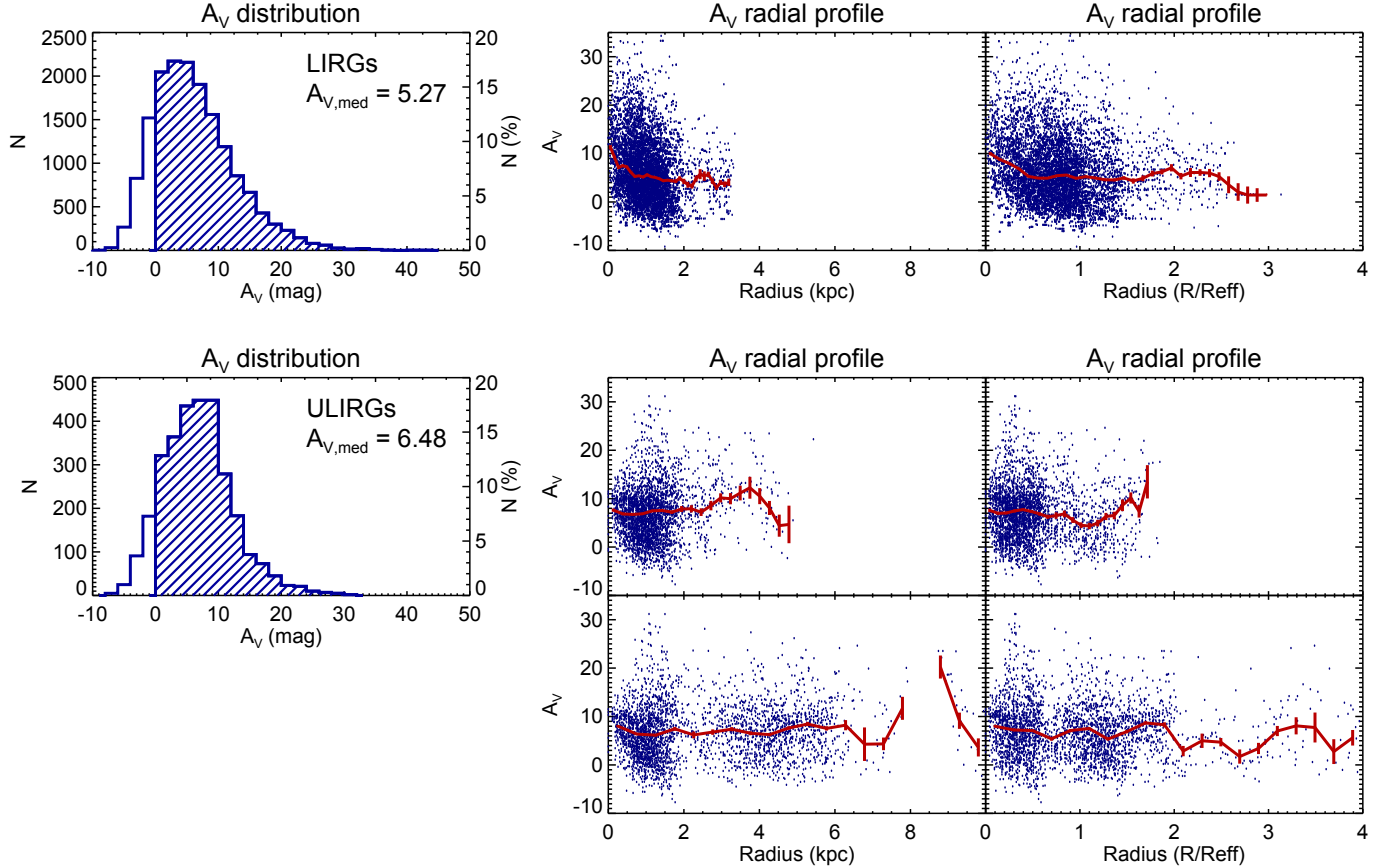 A_V distribution
A_V radial profile
A_V radial profile
2500
2000
1500
1000
500
0
N
20
15
10
5
0
N (%)
LIRGs
A_V,med = 5.27
-10 0 10 20 30 40 50
A_V (mag)
30
20
10
0
-10
A_V
0 2 4 6 8
Radius (kpc)
0 1 2 3 4
Radius (R/Reff)
A_V distribution
A_V radial profile
A_V radial profile
500
400
300
200
100
0
N
20
15
10
5
0
N (%)
ULIRGs
A_V,med = 6.48
-10 0 10 20 30 40 50
A_V (mag)
30
20
10
0
-10
A_V
30
20
10
0
-10
A_V
0 2 4 6 8
Radius (kpc)
0 1 2 3 4
Radius (R/Reff)